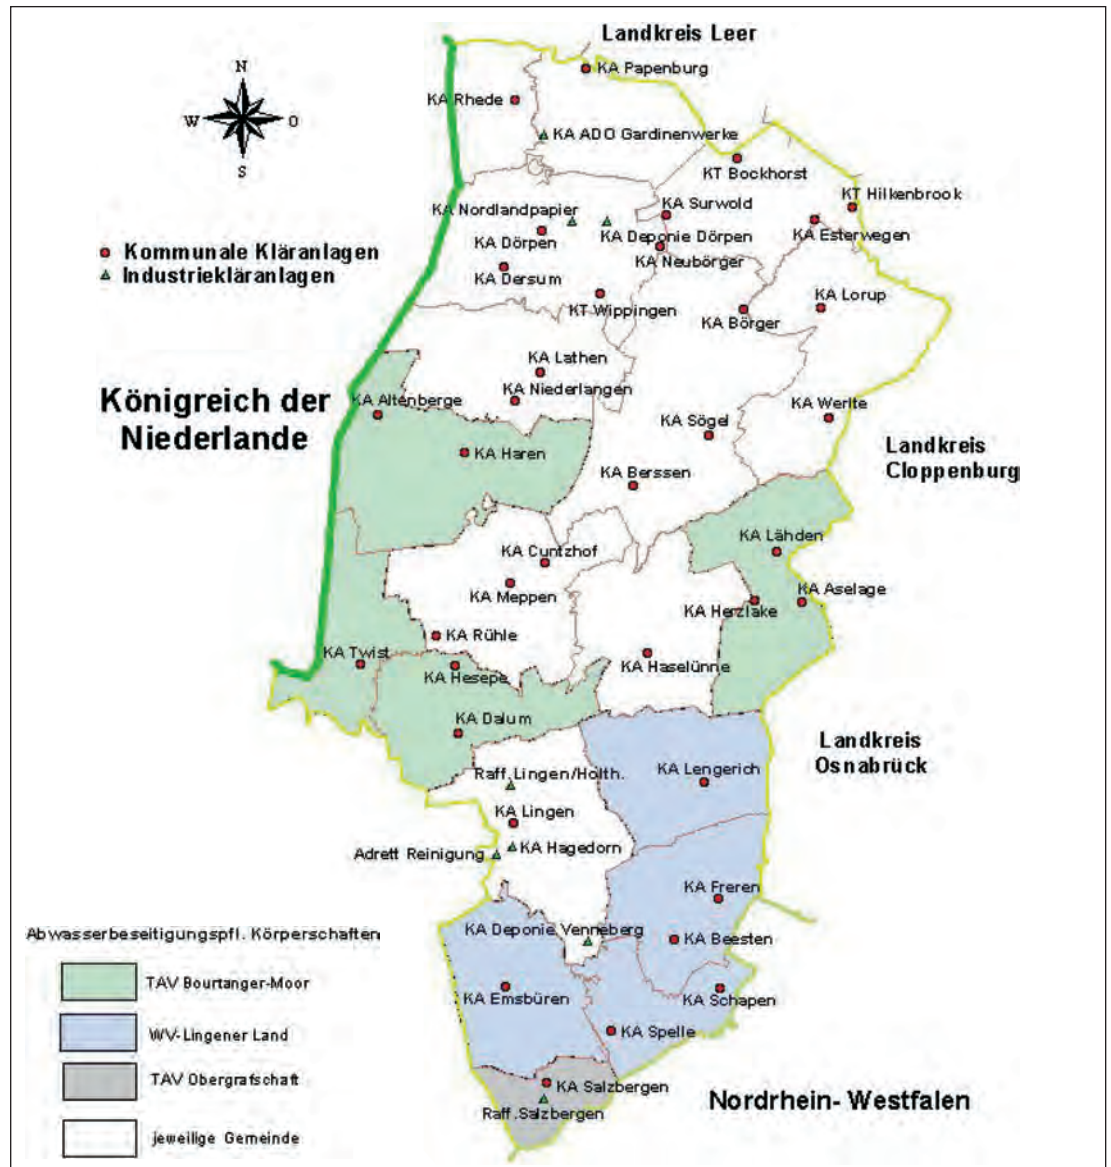 Landkreis Leer
KA Papenburg
N
W
O
S
KA Rhede
KA ADO Gardinenwerke
KT Bockhorst
KT Hilkenbrook
KA Nordlandpapier
KA Surwold
KA Dörpen
KA Deponie Dörpen
KA Esterwegen
KA Neubörger
Kommunale Kläranlagen
Industriekläranlagen
KA Dersum
KT Wippingen
KA Börger
KA Lorup
KA Lathen
KA Niederlangen
Königreich der
Niederlande
KA Altenberge
KA Werlte
KA Sögel
KA Haren
Landkreis
Cloppenburg
KA Berssen
KA Lähden
KA Cuntzhof
KA Meppen
KA Herzlake
KA Aselage
KA Rühle
KA Twist
KA Hesepe
KA Haselünne
KA Dalum
Landkreis
Osnabrück
Raff.Lingen/Holth.
KA Lengerich
KA Lingen
KA Hagedorn
Adrett Reinigung
KA Freren
KA Deponie. Venneberg
KA Beesten
KA Emsbüren
KA Schapen
KA Spelle
KA Salzbergen
Raff.Salzbergen
Nordrhein- Westfalen
Abwasserbeseitigungspfl. Körperschaften
TAV Bourtanger-Moor
WV-Lingener Land
TAV Obergrafschaft
jeweilige Gemeinde